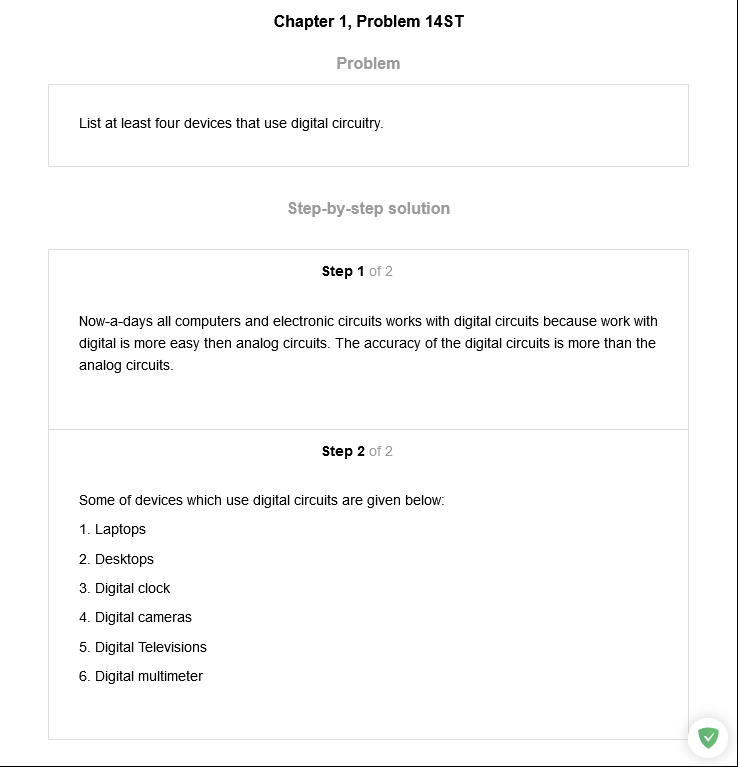 Chapter 1, Problem 14ST
Problem
List at least four devices that use digital circuitry.
Step-by-step solution
Step 1 of 2
Now-a-days all computers and electronic circuits works with digital circuits because work with
digital is more easy then analog circuits. The accuracy of the digital circuits is more than the
analog circuits.
Step 2 of 2
Some of devices which use digital circuits are given below:
1. Laptops
2. Desktops
3. Digital clock
4. Digital cameras
5. Digital Televisions
6. Digital multimeter